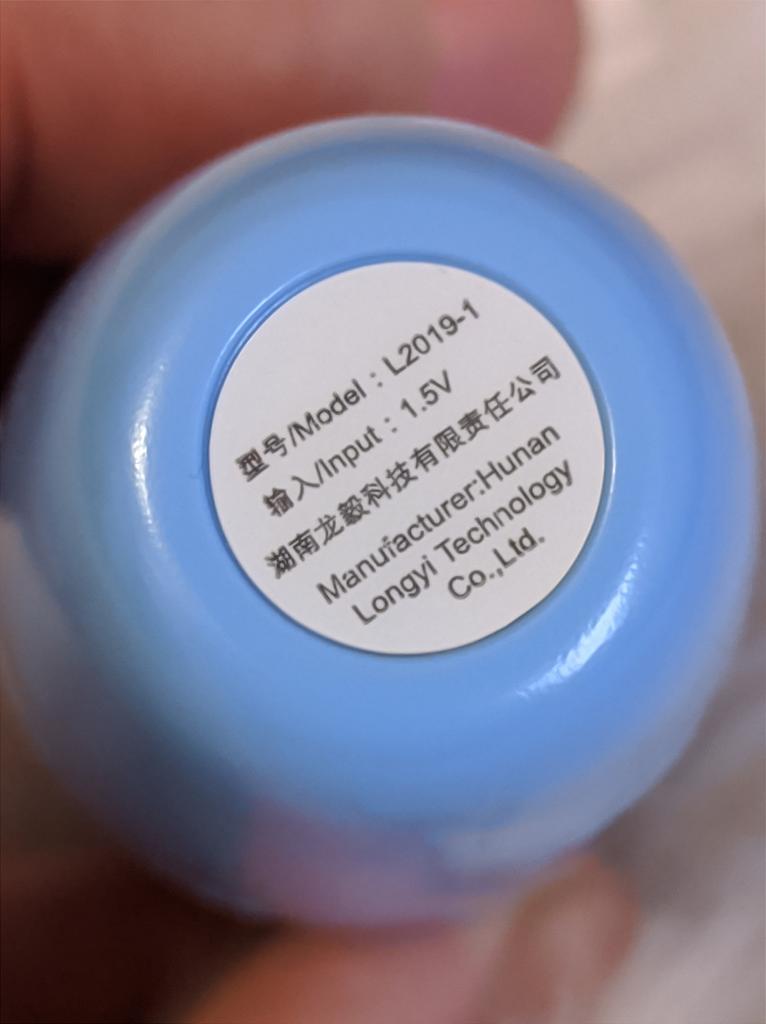 型号/Model：L2019-1
输入/Input：1.5V
湖南龙毅科技有限责任公司
Manufacturer:Hunan
Longyi Technology
Co.,Ltd.